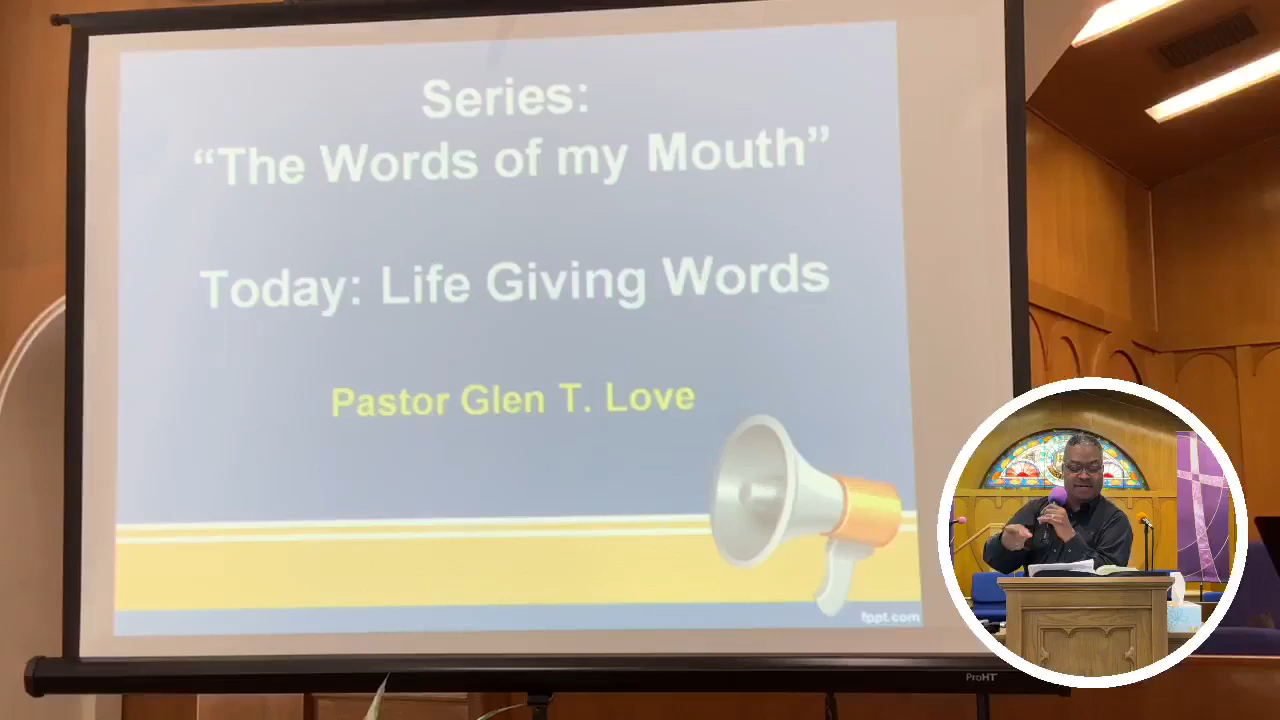 Series:
“The Words of my Mouth”
Today: Life Giving Words
Pastor Glen T. Love
fppt.com
ProHT